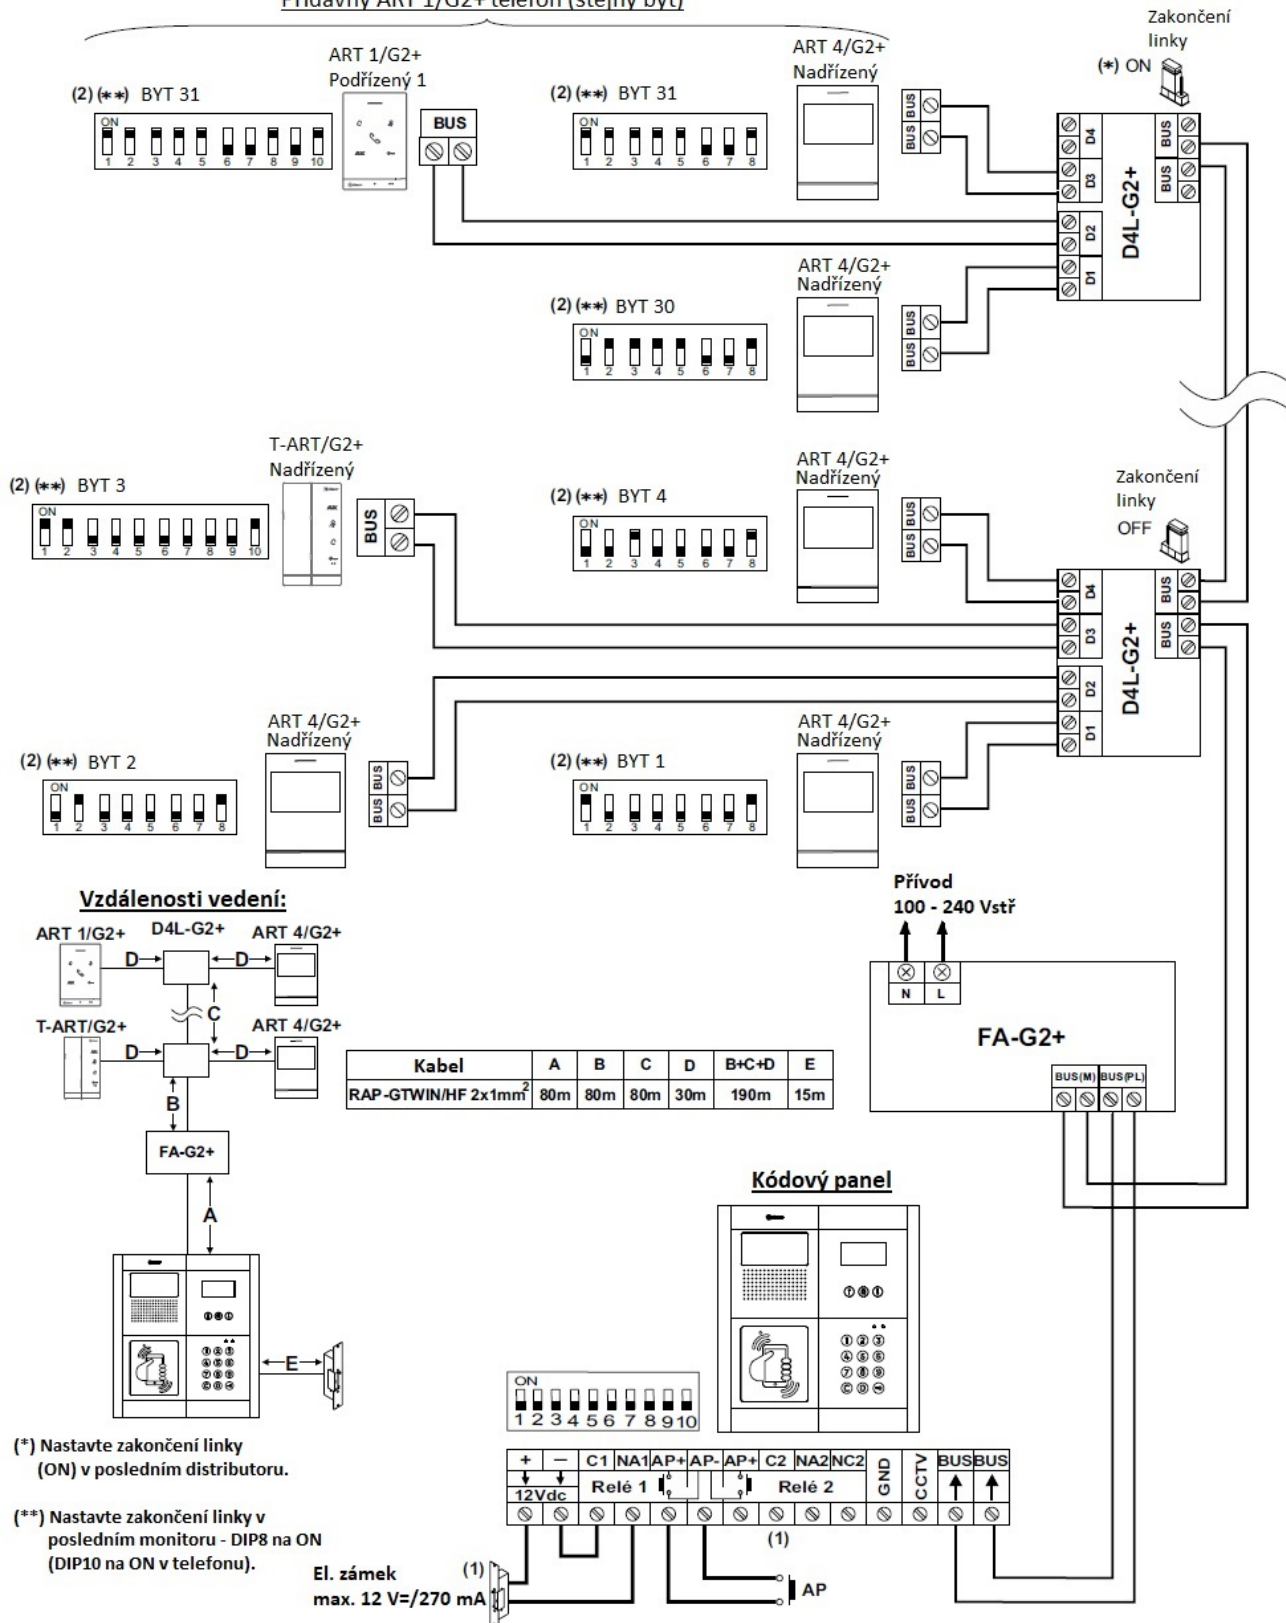 Přídavný ART 1/G2+ telefon (stejný byt)
Zakončení
linky
(*) ON
ART 1/G2+
Podřízený 1
(2) (**) BYT 31
ON
1 2 3 4 5 6 7 8 9 10
BUS
ART 4/G2+
Nadřízený
(2) (**) BYT 31
ON
1 2 3 4 5 6 7 8
BUS
BUS
D4
D3
D2
D1
BUS
BUS
D4L-G2+
ART 4/G2+
Nadřízený
(2) (**) BYT 30
ON
1 2 3 4 5 6 7 8
BUS
BUS
T-ART/G2+
Nadřízený
(2) (**) BYT 3
ON
1 2 3 4 5 6 7 8 9 10
BUS
ART 4/G2+
Nadřízený
(2) (**) BYT 4
ON
1 2 3 4 5 6 7 8
BUS
BUS
Zakončení
linky
OFF
D4
D3
D2
D1
BUS
BUS
D4L-G2+
ART 4/G2+
Nadřízený
(2) (**) BYT 2
ON
1 2 3 4 5 6 7 8
BUS
BUS
ART 4/G2+
Nadřízený
(2) (**) BYT 1
ON
1 2 3 4 5 6 7 8
BUS
BUS
Vzdálenosti vedení:
ART 1/G2+ D4L-G2+ ART 4/G2+
D D
C
T-ART/G2+ ART 4/G2+
D D
B
FA-G2+
A
E
Kabel A B C D B+C+D E
RAP-GTWIN/HF 2x1mm² 80m 80m 80m 30m 190m 15m
Přívod
100 - 240 Vstř
N L
FA-G2+
BUS(M) BUS(PL)
Kódový panel
ON
1 2 3 4 5 6 7 8 9 10
+ — C1 NA1 AP+ AP- AP+ C2 NA2 NC2 GND CCTV BUS BUS
12Vdc Relé 1 Relé 2
(1)
(*) Nastavte zakončení linky
(ON) v posledním distributoru.
(**) Nastavte zakončení linky v
posledním monitoru - DIP8 na ON
(DIP10 na ON v telefonu).
El. zámek (1)
max. 12 V=/270 mA
AP